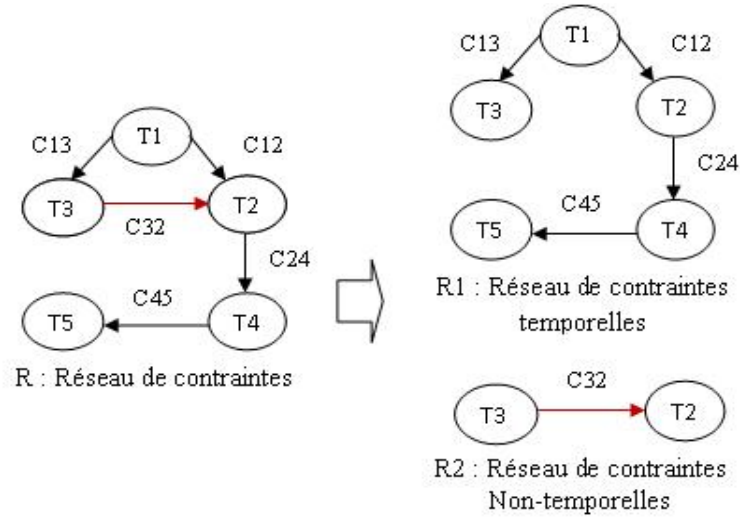 T1
C13
C12
T3
T2
C32
C24
C45
T5
T4
R : Réseau de contraintes
T1
C13
C12
T3
T2
C24
C45
T5
T4
R1 : Réseau de contraintes
temporelles
C32
T3
T2
R2 : Réseau de contraintes
Non-temporelles